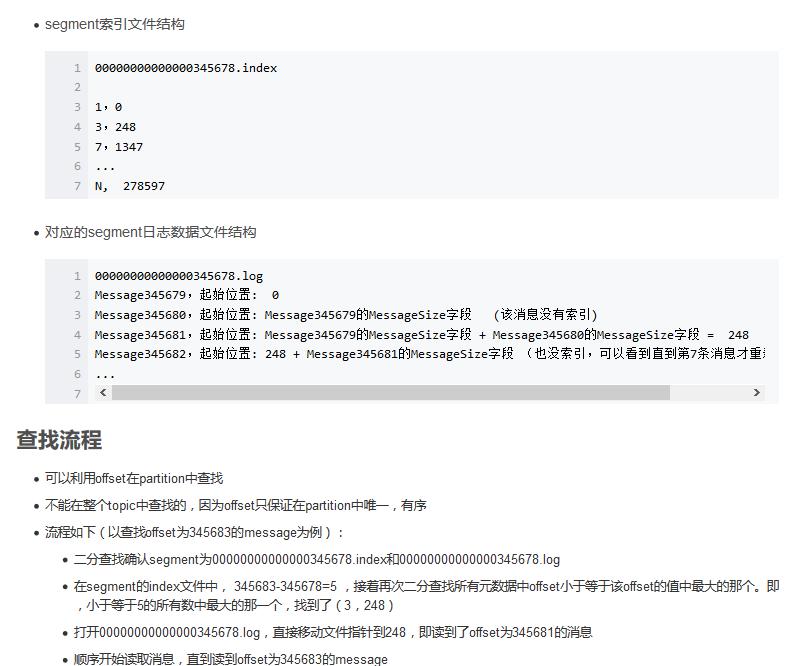 segment索引文件结构
1 00000000000000345678.index
2
3 1，0
4 3，248
5 7，1347
6 ...
7 N， 278597
对应的segment日志数据文件结构
1 00000000000000345678.log
2 Message345679，起始位置： 0
3 Message345680，起始位置：Message345679的MessageSize字段 (该消息没有索引)
4 Message345681，起始位置：Message345679的MessageSize字段 + Message345680的MessageSize字段 = 248
5 Message345682，起始位置：248 + Message345681的MessageSize字段 （也没索引，可以看到直到第7条消息才重
6 ...
7
查找流程
可以利用offset在partition中查找
不能在整个topic中查找的，因为offset只保证在partition中唯一，有序
流程如下（以查找offset为345683的message为例）：
二分查找确认segment为00000000000000345678.index和00000000000000345678.log
在segment的index文件中， 345683-345678=5 ，接着再次二分查找所有元数据中offset小于等于该offset的值中最大的那个。即
，小于等于5的所有数中最大的那一个，找到了（3，248）
打开00000000000000345678.log，直接移动文件指针到248，即读到了offset为345681的消息
顺序开始读取消息，直到读到offset为345683的message